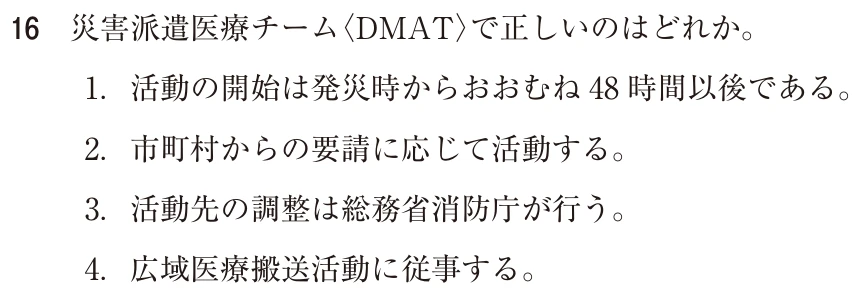 16 災害派遣医療チーム〈DMAT〉で正しいのはどれか。
1. 活動の開始は発災時からおおむね 48 時間以後である。
2. 市町村からの要請に応じて活動する。
3. 活動先の調整は総務省消防庁が行う。
4. 広域医療搬送活動に従事する。